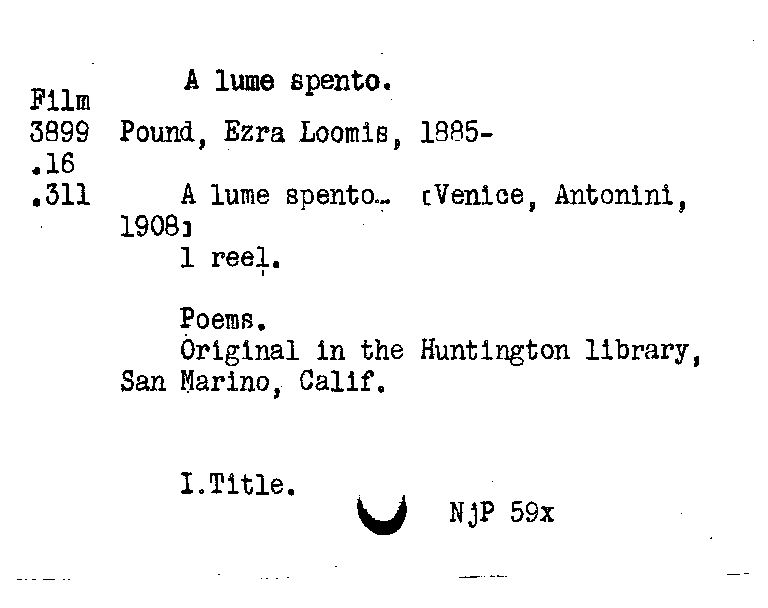 A lume spento.
Film
3899 Pound, Ezra Loomis, 1885-
.16
.311 A lume spento… [Venice, Antonini,
1908]
1 reel.
Poems.
Original in the Huntington library,
San Marino, Calif.
I.Title.
NjP 59x